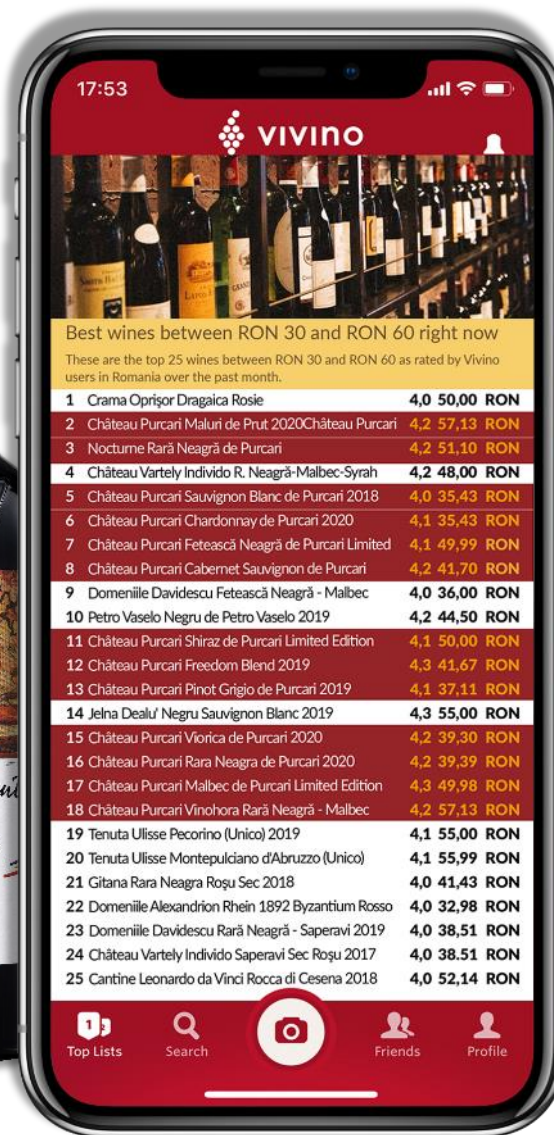 17:53
VIVINO
Best wines between RON 30 and RON 60 right now
These are the top 25 wines between RON 30 and RON 60 as rated by Vivino
users in Romania over the past month.
1 Crama Oprișor Dragaica Rosie 4,0 50,00 RON
2 Château Purcari Maluri de Prut 2020Château Purcari 4,2 57,13 RON
3 Nocturne Rară Neagră de Purcari 4,2 51,10 RON
4 Château Vartely Individo R. Neagră-Malbec-Syrah 4,2 48,00 RON
5 Château Purcari Sauvignon Blanc de Purcari 2018 4,0 35,43 RON
6 Château Purcari Chardonnay de Purcari 2020 4,1 35,43 RON
7 Château Purcari Fetească Neagră de Purcari Limited 4,1 49,99 RON
8 Château Purcari Cabernet Sauvignon de Purcari 4,2 41,70 RON
9 Domeniile Davidescu Fetească Neagră - Malbec 4,0 36,00 RON
10 Petro Vaselo Negru de Petro Vaselo 2019 4,2 44,50 RON
11 Château Purcari Shiraz de Purcari Limited Edition 4,1 50,00 RON
12 Château Purcari Freedom Blend 2019 4,3 41,67 RON
13 Château Purcari Pinot Grigio de Purcari 2019 4,1 37,11 RON
14 Jelna Dealu' Negru Sauvignon Blanc 2019 4,3 55,00 RON
15 Château Purcari Viorica de Purcari 2020 4,2 39,30 RON
16 Château Purcari Rara Neagra de Purcari 2020 4,2 39,39 RON
17 Château Purcari Malbec de Purcari Limited Edition 4,3 49,98 RON
18 Château Purcari Vinohora Rară Neagră - Malbec 4,2 57,13 RON
19 Tenuta Ulisse Pecorino (Unico) 2019 4,1 55,00 RON
20 Tenuta Ulisse Montepulciano d'Abruzzo (Unico) 4,1 55,99 RON
21 Gitana Rara Neagra Roșu Sec 2018 4,0 41,43 RON
22 Domeniile Alexandrion Rhein 1892 Byzantium Rosso 4,0 32,98 RON
23 Domeniile Davidescu Rară Neagră - Saperavi 2019 4,0 38,51 RON
24 Château Vartely Individo Saperavi Sec Roșu 2017 4,0 38.51 RON
25 Cantine Leonardo da Vinci Rocca di Cesena 2018 4,0 52,14 RON
1 2
Top Lists Search Friends Profile